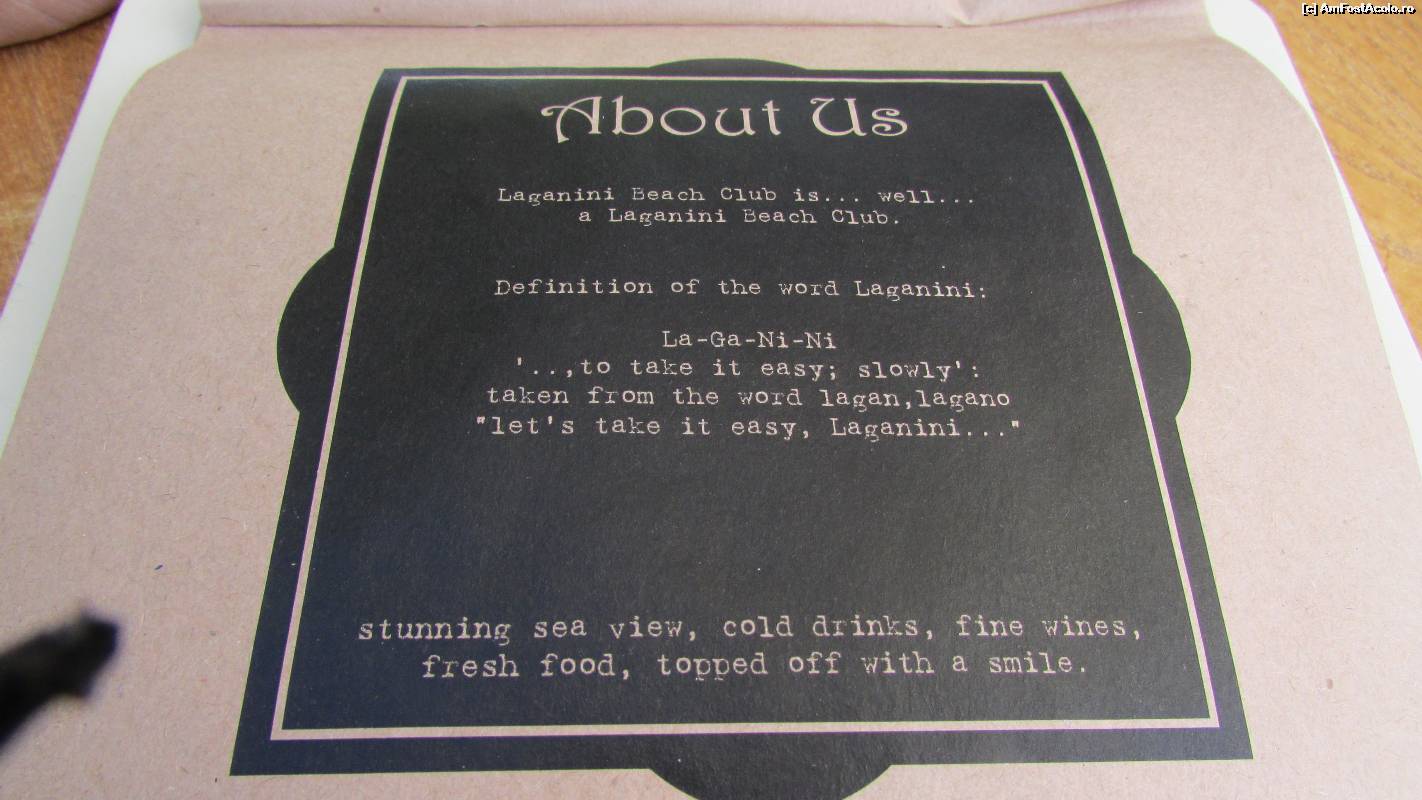 [c] AmFostAcolo.ro
About Us
Laganini Beach Club is... well...
a Laganini Beach Club.
Definition of the word Laganini:
La-Ga-Ni-Ni
'..,to take it easy; slowly':
taken from the word lagan,lagano
"let's take it easy, Laganini..."
stunning sea view, cold drinks, fine wines,
fresh food, topped off with a smile.